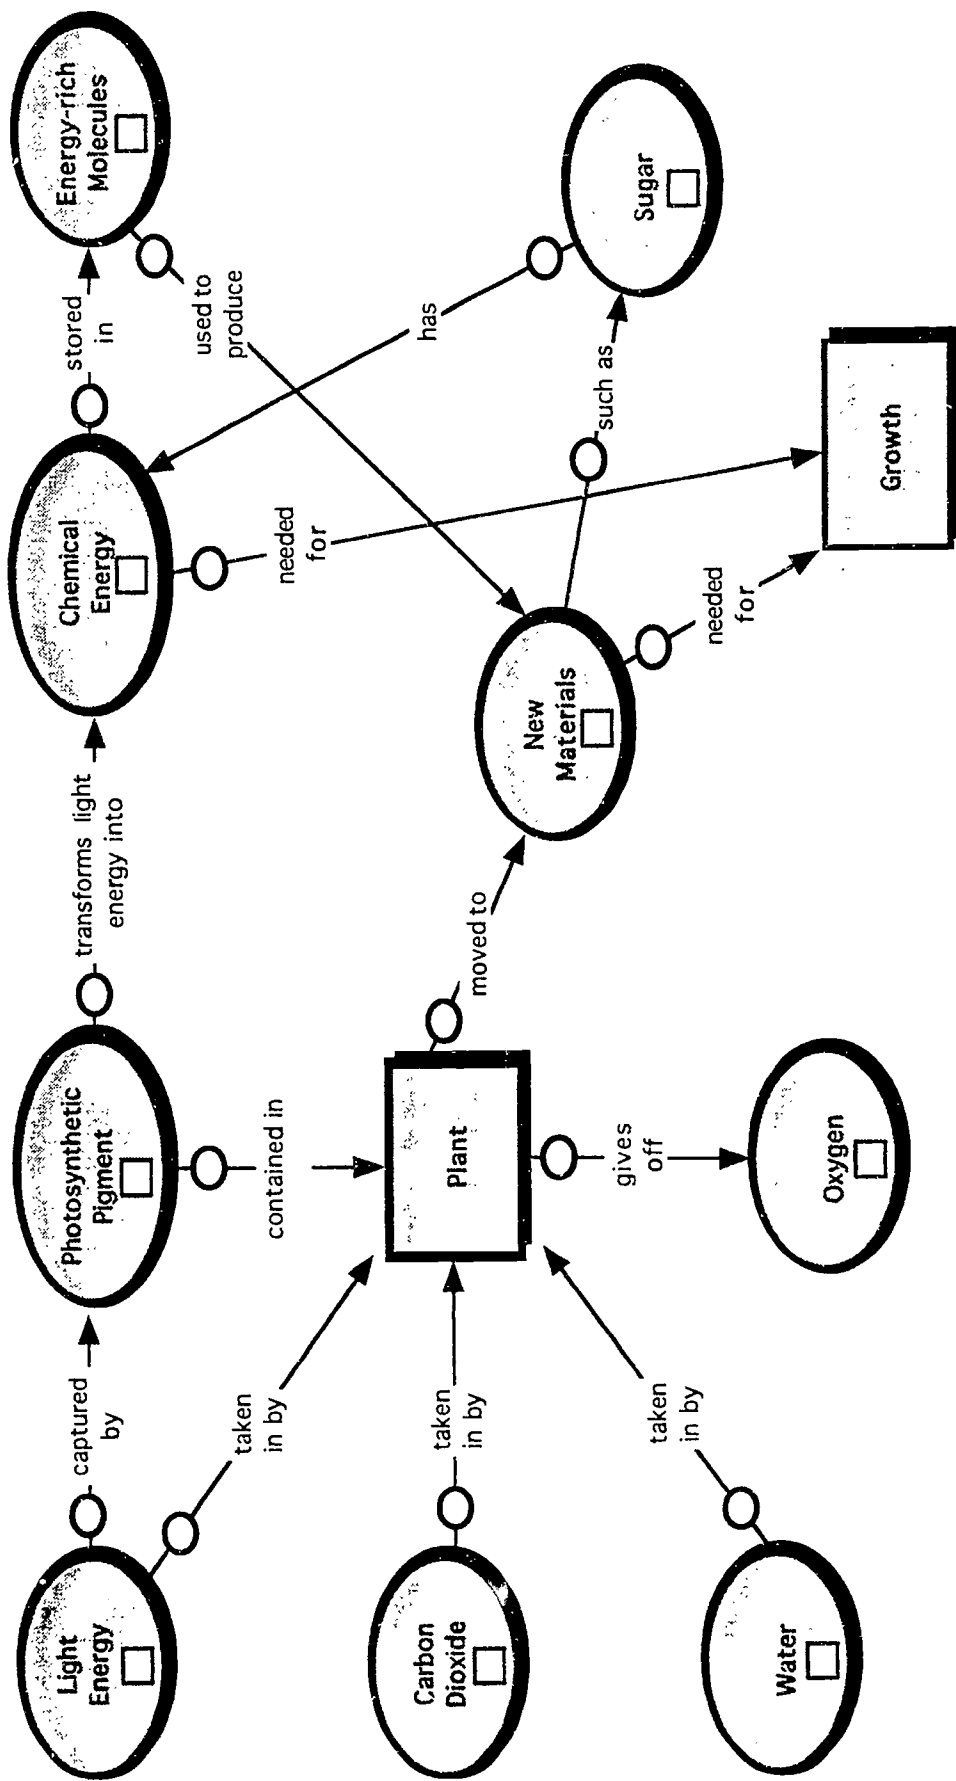 Light
Energy
captured
by
Photosynthetic
Pigment
transforms light
energy into
Chemical
Energy
stored
in
Energy-rich
Molecules
taken
in by
contained in
needed
for
used to
produce
has
Carbon
Dioxide
taken
in by
Plant
moved to
New
Materials
such as
Sugar
Water
taken
in by
gives
off
Oxygen
needed
for
Growth